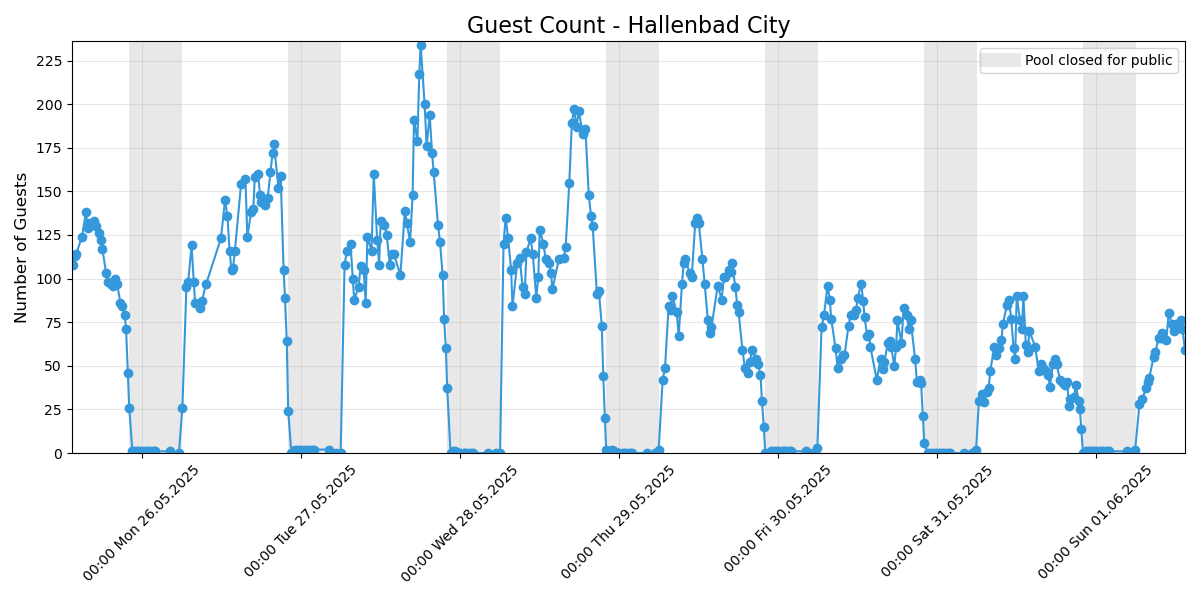 Guest Count - Hallenbad City
Pool closed for public
Number of Guests
225
200
175
150
125
100
75
50
25
0
00:00 Mon 26.05.2025
00:00 Tue 27.05.2025
00:00 Wed 28.05.2025
00:00 Thu 29.05.2025
00:00 Fri 30.05.2025
00:00 Sat 31.05.2025
00:00 Sun 01.06.2025